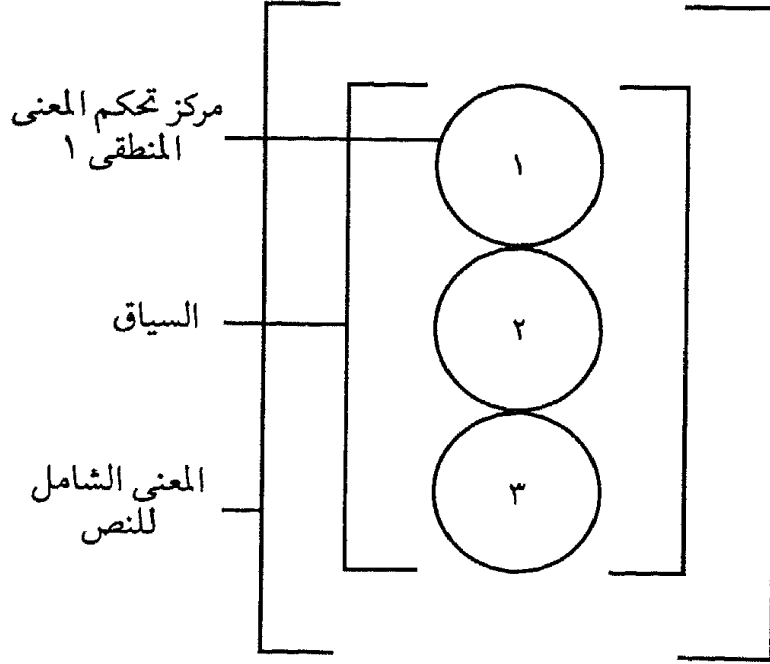 مركز تحكم المعنى
المنطقى ١
١
السياق
٢
المعنى الشامل
للنص
٣